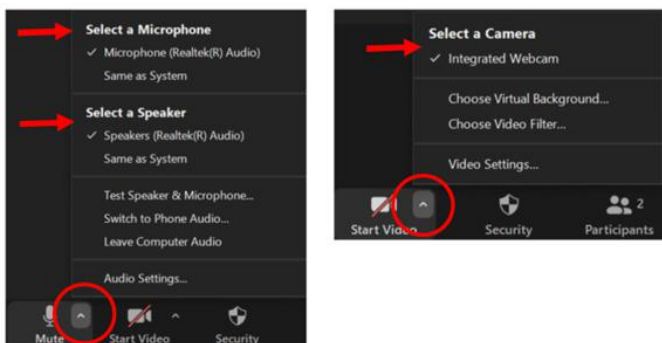 Select a Microphone
Microphone (Realtek(R) Audio)
Same as System
Select a Speaker
Speakers (Realtek(R) Audio)
Same as System
Test Speaker & Microphone...
Switch to Phone Audio...
Leave Computer Audio
Audio Settings...
Mute Start Video Security
Select a Camera
Integrated Webcam
Choose Virtual Background...
Choose Video Filter...
Video Settings...
2
Start Video Security Participants